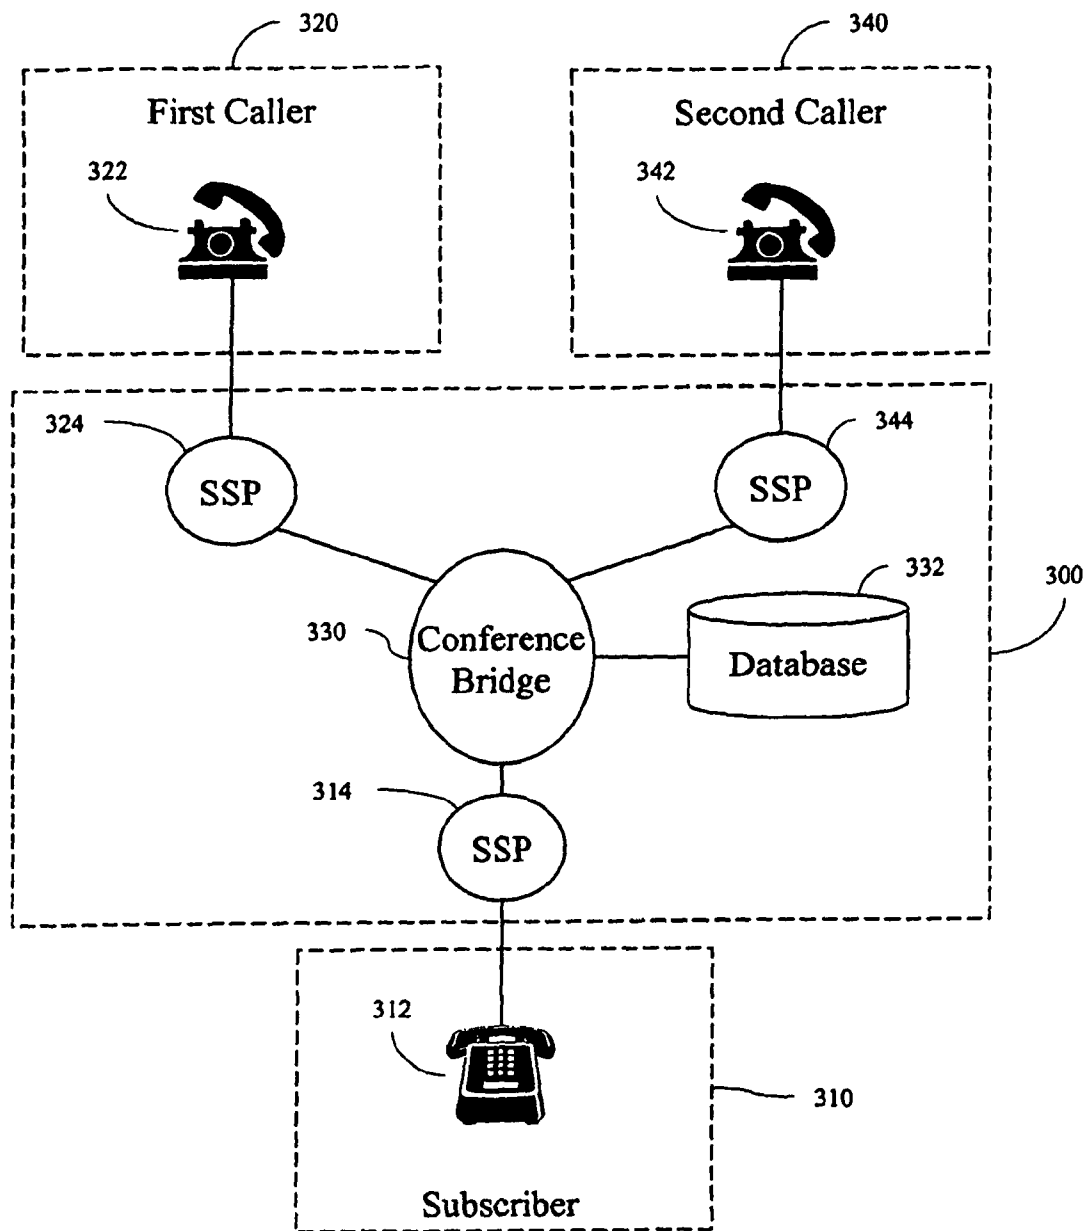 320
340
First Caller
Second Caller
322
342
324
344
SSP
SSP
332
300
330
Conference
Bridge
Database
314
SSP
312
310
Subscriber